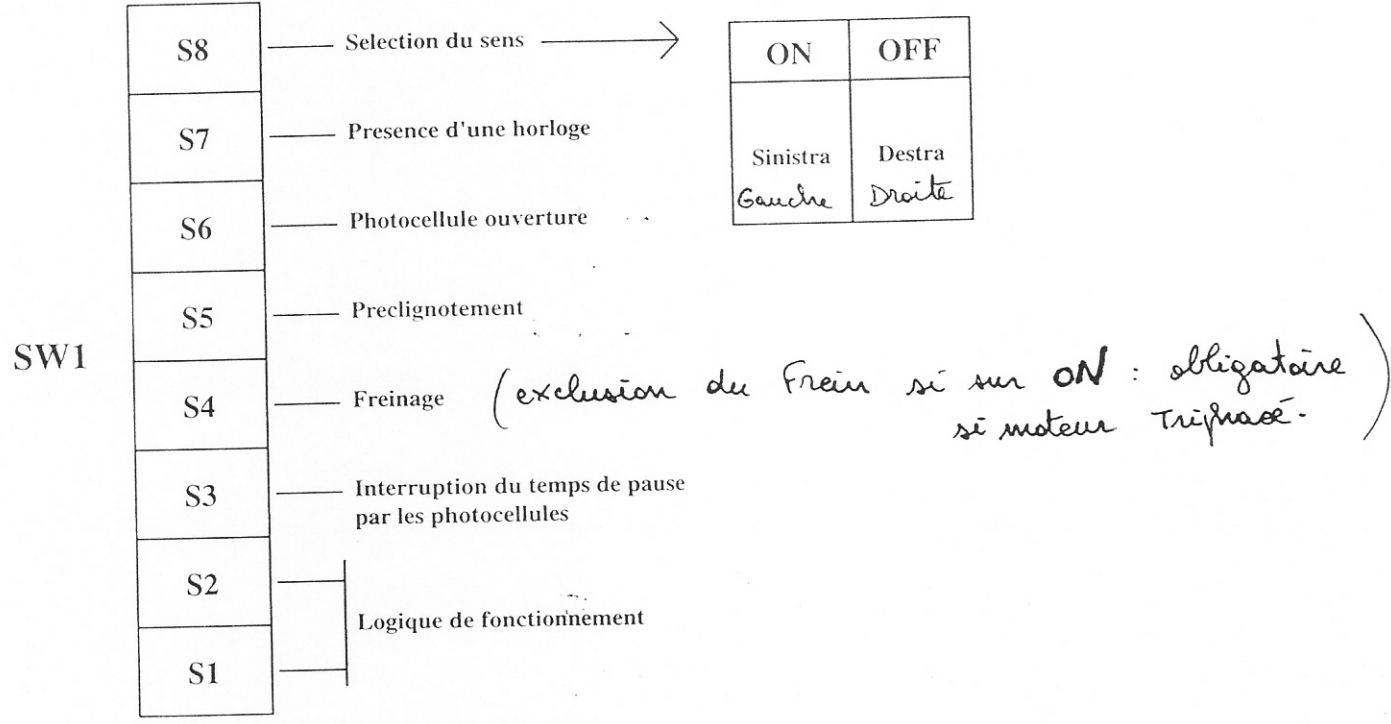 S8 Selection du sens
ON OFF
Sinistra Destra
Gauche Droite
S7 Presence d'une horloge
S6 Photocellule ouverture
S5 Preclignotement
SW1
S4 Freinage (exclusion du Frein si sur ON : obligatoire
si moteur Triphasé.)
S3 Interruption du temps de pause
par les photocellules
S2
Logique de fonctionnement
S1